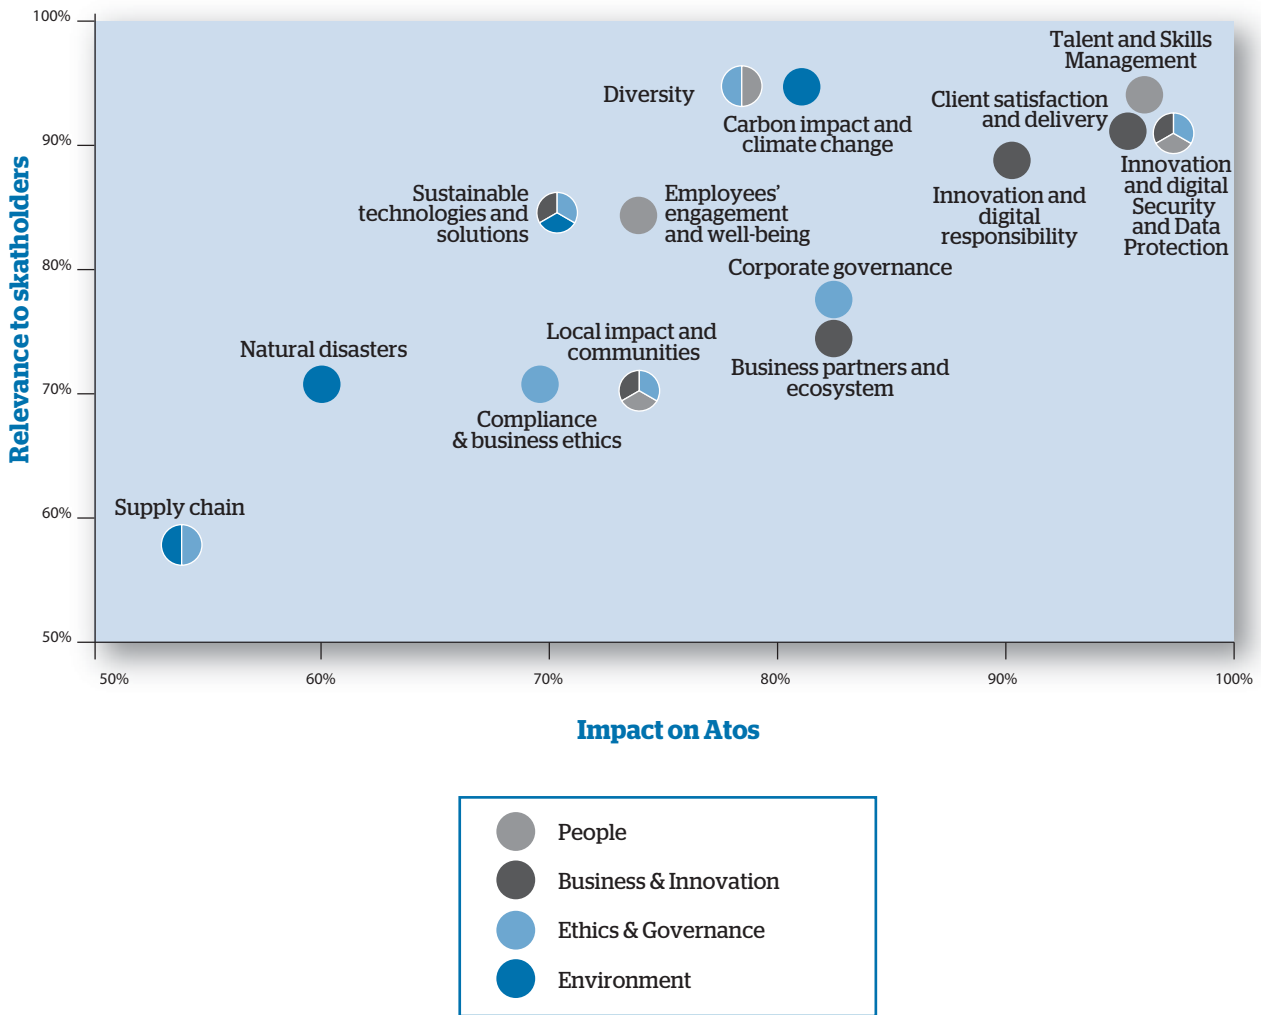 100%
90%
80%
70%
60%
50%
Relevance to skatholders
Talent and Skills
Management
Diversity
Client satisfaction
and delivery
Carbon impact and
climate change
Innovation
and digital
Security
and Data
Protection
Sustainable
technologies and
solutions
Employees’
engagement
and well-being
Innovation and
digital
responsibility
Corporate governance
Local impact and
communities
Natural disasters
Business partners and
ecosystem
Compliance
& business ethics
Supply chain
50%
60%
70%
80%
90%
100%
Impact on Atos
People
Business & Innovation
Ethics & Governance
Environment